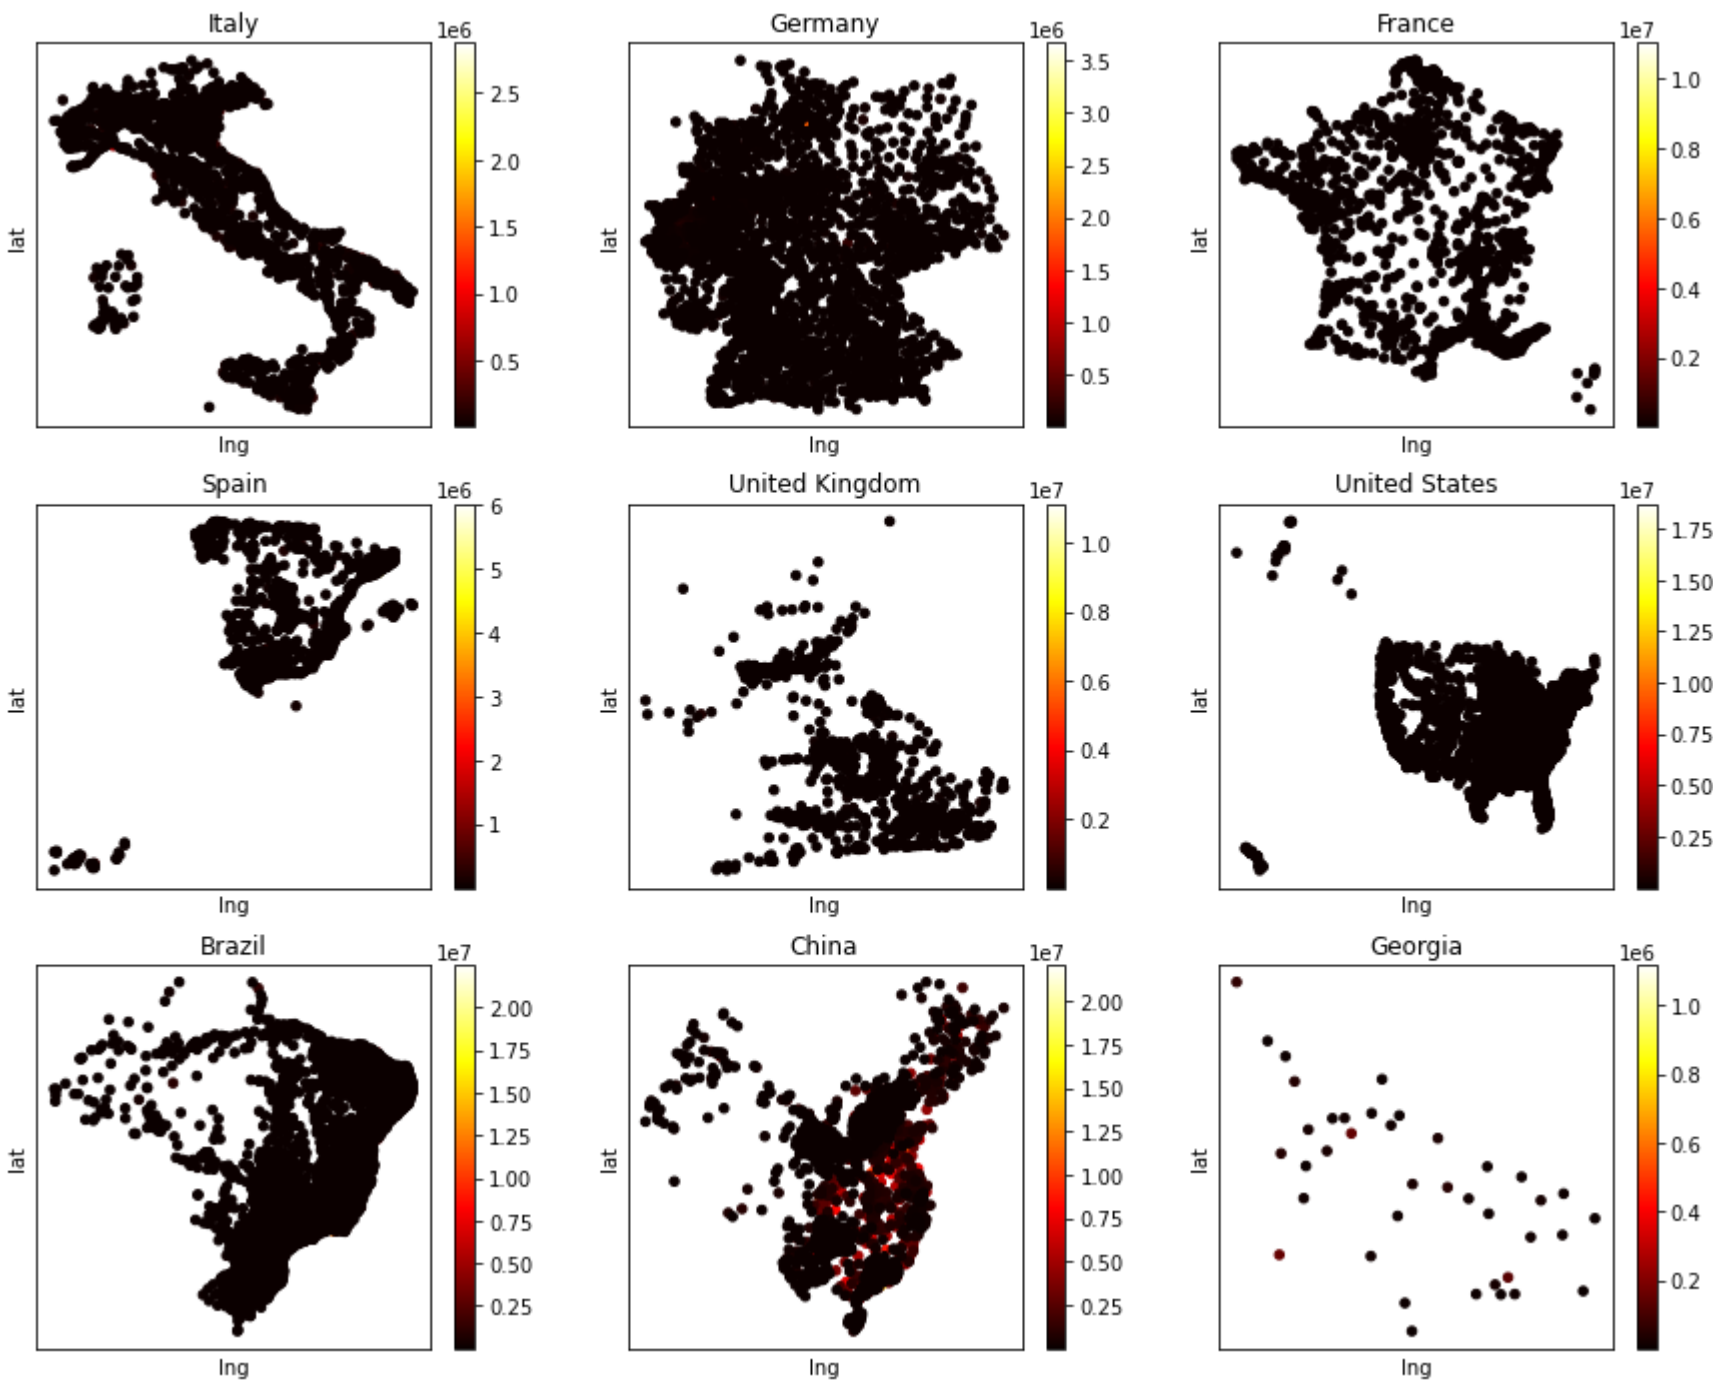 Italy
1e6
2.5
2.0
1.5
1.0
0.5
lat
lng
Germany
1e6
3.5
3.0
2.5
2.0
1.5
1.0
0.5
lat
lng
France
1e7
1.0
0.8
0.6
0.4
0.2
lat
lng
Spain
1e6
6
5
4
3
2
1
lat
lng
United Kingdom
1e7
1.0
0.8
0.6
0.4
0.2
lat
lng
United States
1e7
1.75
1.50
1.25
1.00
0.75
0.50
0.25
lat
lng
Brazil
1e7
2.00
1.75
1.50
1.25
1.00
0.75
0.50
0.25
lat
lng
China
1e7
2.00
1.75
1.50
1.25
1.00
0.75
0.50
0.25
lat
lng
Georgia
1e6
1.0
0.8
0.6
0.4
0.2
lat
lng